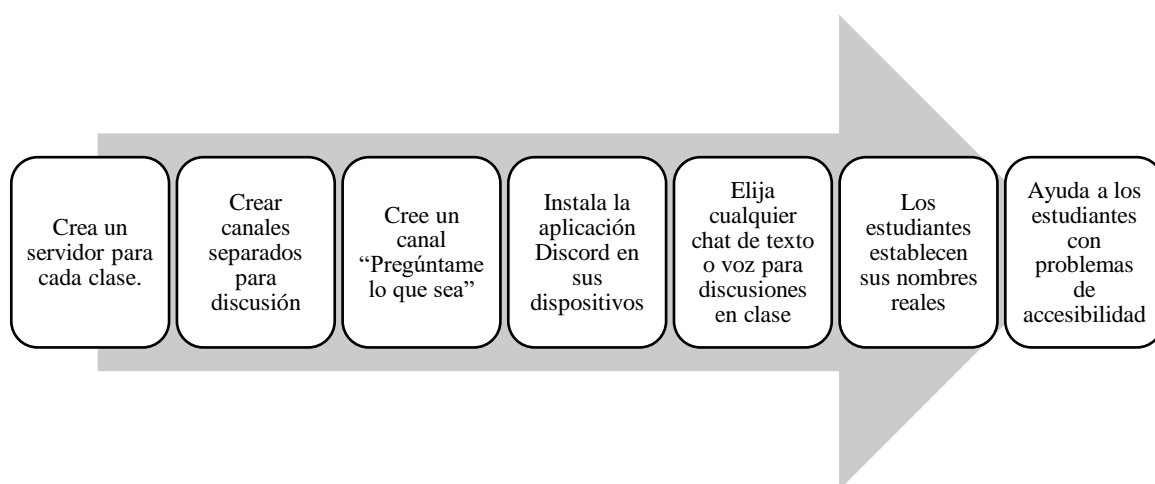 Crea un
servidor para
cada clase.
Crear
canales
separados
para
discusión
Cree un
canal
“Pregúntame
lo que sea”
Instala la
aplicación
Discord en
sus
dispositivos
Elija
cualquier
chat de texto
o voz para
discusiones
en clase
Los
estudiantes
establecen
sus nombres
reales
Ayuda a los
estudiantes
con
problemas
de
accesibilidad